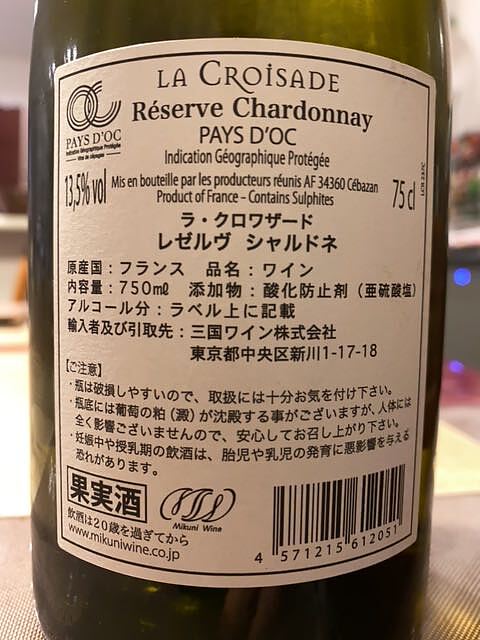 LA CROISADE
Réserve Chardonnay
PAYS D'OC
PAYS D'OC
Indication Géographique Protégée
Indication Géographique Protégée
13,5% vol
Mis en bouteille par les producteurs réunis AF 34360 Cébazan
Product of France – Contains Sulphites
75 cl
ラ・クロワザード
レゼルヴ シャルドネ
原産国：フランス 品名：ワイン
内容量：750mℓ 添加物：酸化防止剤（亜硫酸塩）
アルコール分：ラベル上に記載
輸入者及び引取先：三国ワイン株式会社
東京都中央区新川1-17-18
【ご注意】
・瓶は破損しやすいので、取扱には十分お気を付け下さい。
・瓶底には葡萄の粕（澱）が沈殿する事がございますが、人体には
全く影響ございませんので、安心してお召し上がり下さい。
・妊娠中や授乳期の飲酒は、胎児や乳児の発育に悪影響を与える
恐れがあります。
果実酒
Mikuni Wine
飲酒は20歳を過ぎてから
www.mikuniwine.co.jp
4 571215 612051